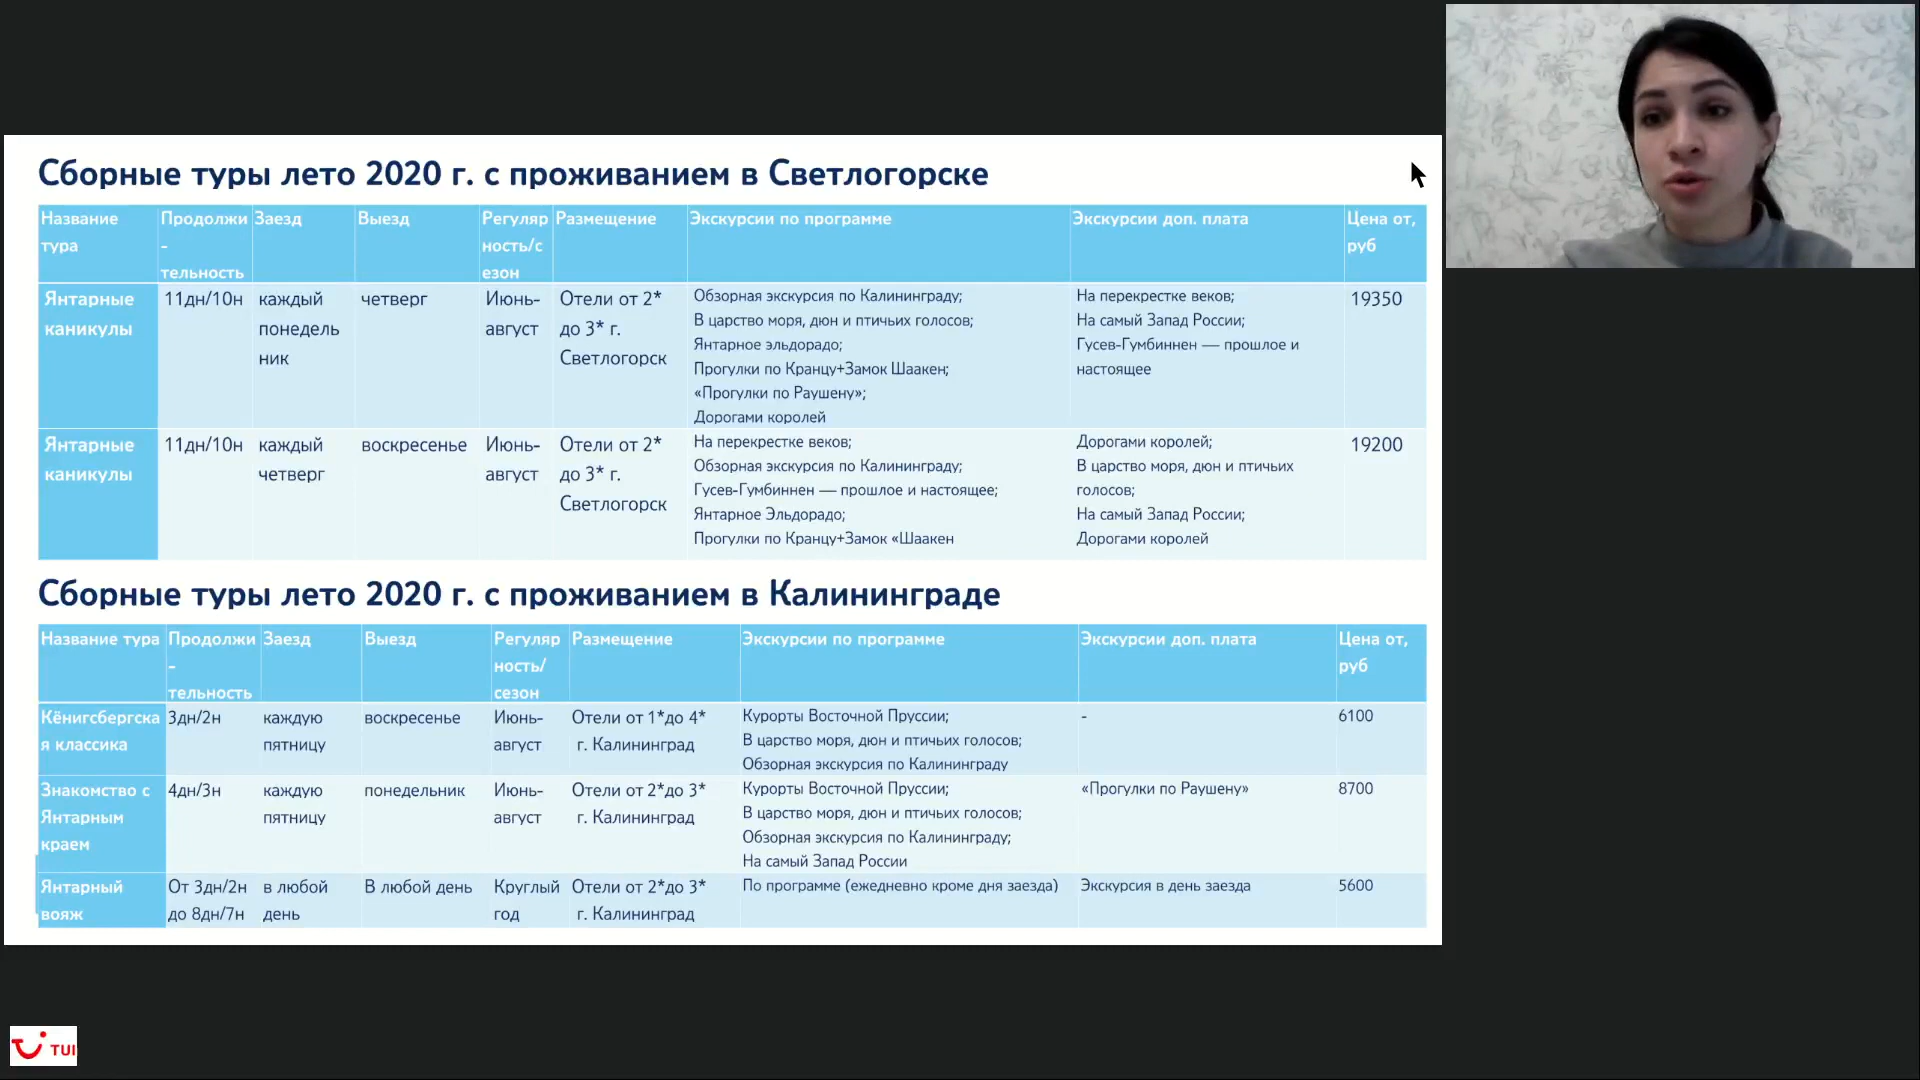 Сборные туры лето 2020 г. с проживанием в Светлогорске
Название тура
Продолжи
-
тельность
Заезд
Выезд
Регуляр
ность/с
езон
Размещение
Экскурсии по программе
Экскурсии доп. плата
Цена от,
руб
Янтарные
каникулы
11дн/10н
каждый
понедель
ник
четверг
Июнь-
август
Отели от 2*
до 3* г.
Светлогорск
Обзорная экскурсия по Калининграду;
В царство моря, дюн и птичьих голосов;
Янтарное эльдорадо;
Прогулки по Кранцу+Замок Шаакен;
«Прогулки по Раушену»;
Дорогами королей
На перекрестке веков;
На самый Запад России;
Гусев-Гумбиннен — прошлое и
настоящее
19350
Янтарные
каникулы
11дн/10н
каждый
четверг
воскресенье
Июнь-
август
Отели от 2*
до 3* г.
Светлогорск
На перекрестке веков;
Обзорная экскурсия по Калининграду;
Гусев-Гумбиннен — прошлое и настоящее;
Янтарное Эльдорадо;
Прогулки по Кранцу+Замок «Шаакен
Дорогами королей;
В царство моря, дюн и птичьих
голосов;
На самый Запад России;
Дорогами королей
19200
Сборные туры лето 2020 г. с проживанием в Калининграде
Название тура
Продолжи
-
тельность
Заезд
Выезд
Регуляр
ность/
сезон
Размещение
Экскурсии по программе
Экскурсии доп. плата
Цена от,
руб
Кёнигсбергска
я классика
3дн/2н
каждую
пятницу
воскресенье
Июнь-
август
Отели от 1*до 4*
г. Калининград
Курорты Восточной Пруссии;
В царство моря, дюн и птичьих голосов;
Обзорная экскурсия по Калининграду
-
6100
Знакомство с
Янтарным
краем
4дн/3н
каждую
пятницу
понедельник
Июнь-
август
Отели от 2*до 3*
г. Калининград
Курорты Восточной Пруссии;
В царство моря, дюн и птичьих голосов;
Обзорная экскурсия по Калининграду;
На самый Запад России
«Прогулки по Раушену»
8700
Янтарный
вояж
От 3дн/2н
до 8дн/7н
в любой
день
В любой день
Круглый
год
Отели от 2*до 3*
г. Калининград
По программе (ежедневно кроме дня заезда)
Экскурсия в день заезда
5600
TUI